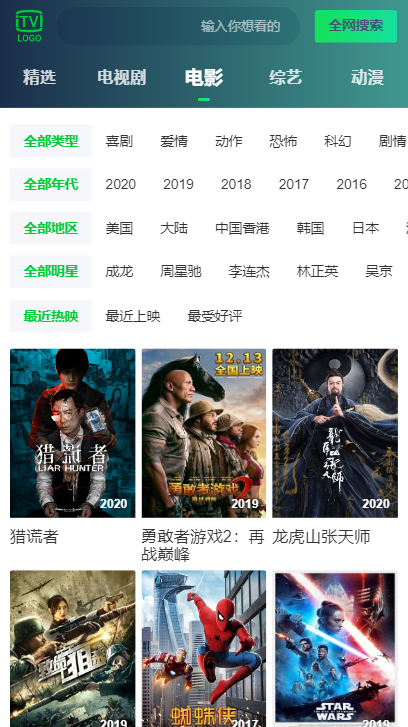 TV
LOGO
输入你想看的
全网搜索
精选
电视剧
电影
综艺
动漫
全部类型 喜剧 爱情 动作 恐怖 科幻 剧情
全部年代 2020 2019 2018 2017 2016 20
全部地区 美国 大陆 中国香港 韩国 日本
全部明星 成龙 周星驰 李连杰 林正英 吴京
最近热映 最近上映 最受好评
猎谎者
LIAR HUNTER
2020
12.13
全国上映
勇敢者游戏2
2019
龙虎山张天师
2020
猎谎者
勇敢者游戏2：再
战巅峰
龙虎山张天师
2019
蜘蛛侠
2017
STAR
WARS
2019